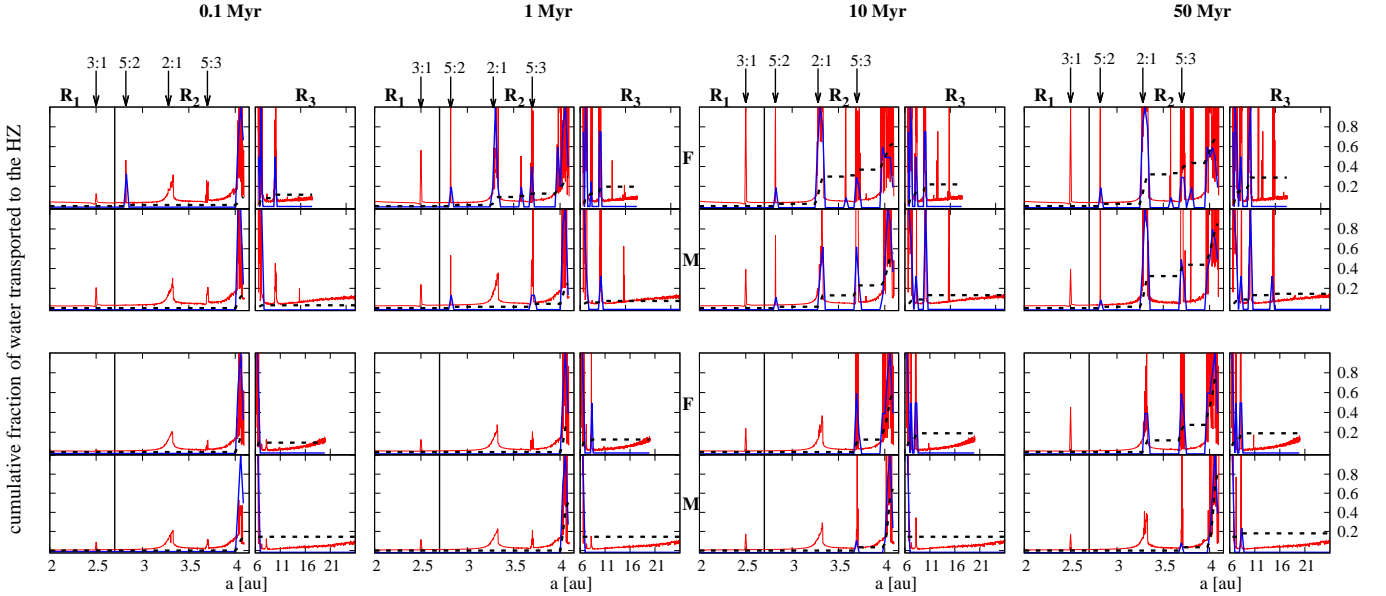 0.1 Myr 1 Myr 10 Myr 50 Myr
3:1 5:2 2:1 5:3 3:1 5:2 2:1 5:3 3:1 5:2 2:1 5:3 3:1 5:2 2:1 5:3
R1 R2 R3 R1 R2 R3 R1 R2 R3 R1 R2 R3
cumulative fraction of water transported to the HZ
F
0.8
0.6
0.4
0.2
M
0.8
0.6
0.4
0.2
F
0.8
0.6
0.4
0.2
M
0.8
0.6
0.4
0.2
2 2.5 3 3.5 4 6 11 16 21 2 2.5 3 3.5 4 6 11 16 21 2 2.5 3 3.5 4 6 11 16 21 2 2.5 3 3.5 4 6 11 16 21
a [au] a [au] a [au] a [au]